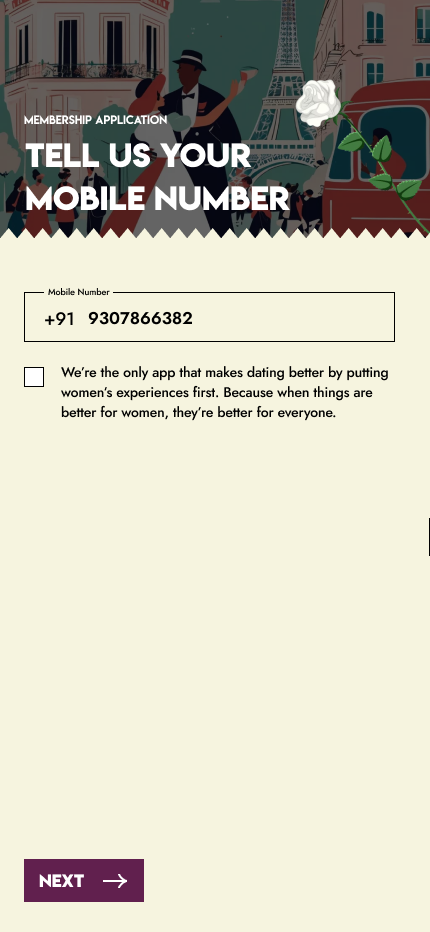 MEMBERSHIP APPLICATION
TELL US YOUR
MOBILE NUMBER
Mobile Number
+91 9307866382
We’re the only app that makes dating better by putting
women’s experiences first. Because when things are
better for women, they’re better for everyone.
NEXT